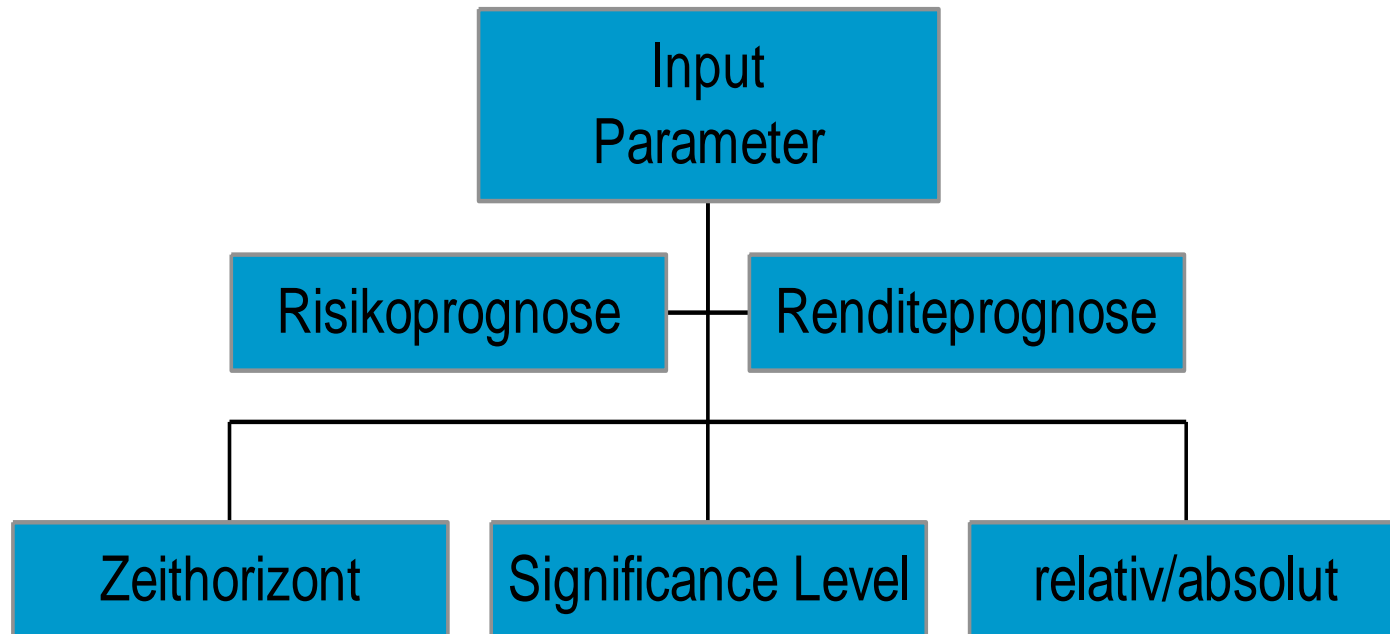 Input
Parameter
Risikoprognose
Renditeprognose
Zeithorizont
Significance Level
relativ/absolut